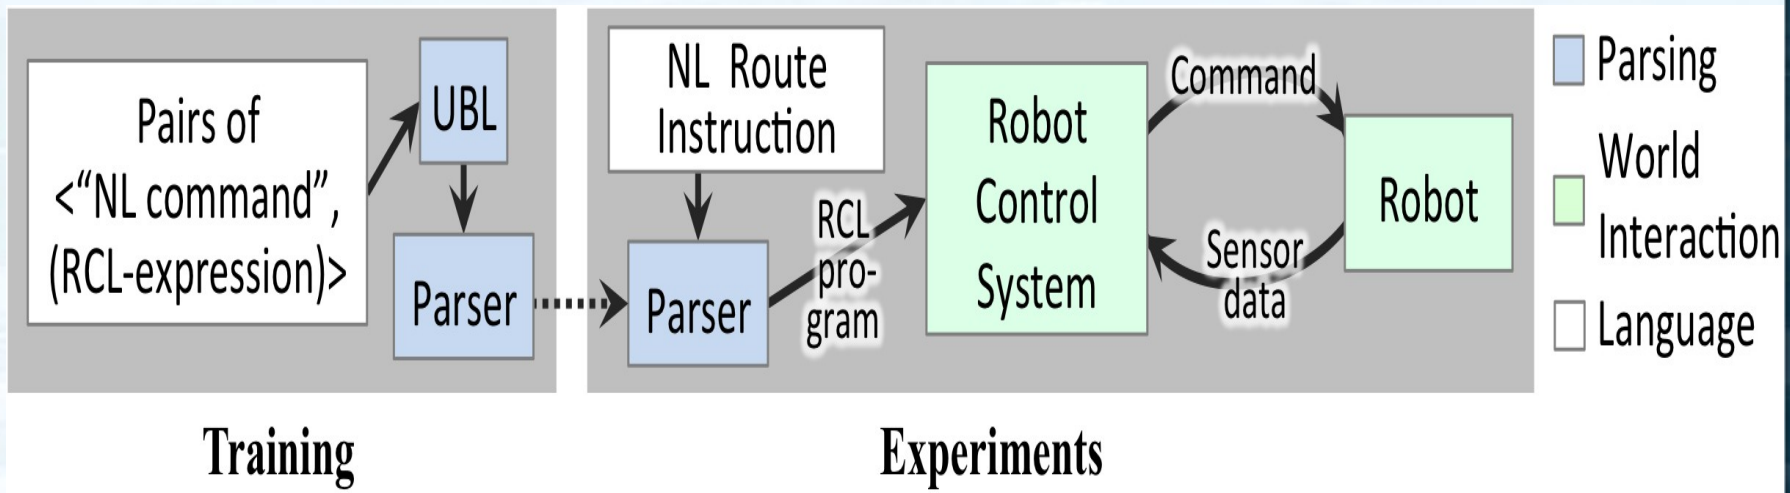 Pairs of
<“NL command”,
(RCL-expression)>
UBL
Parser
NL Route
Instruction
Parser
RCL
pro-
gram
Robot
Control
System
Command
Sensor
data
Robot
Parsing
World
Interaction
Language
Training
Experiments